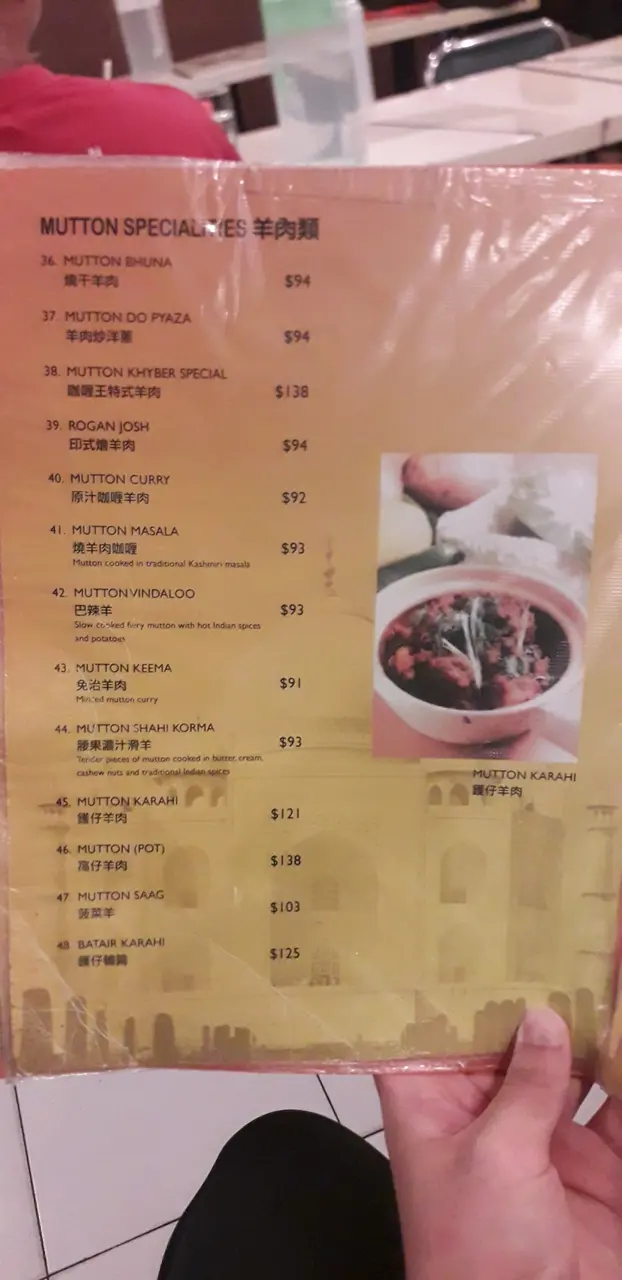 MUTTON SPECIALITIES 羊肉類
36. MUTTON BHUNA
燒干羊肉 $94
37. MUTTON DO PYAZA
羊肉炒洋蔥 $94
38. MUTTON KHYBER SPECIAL
咖喱王特式羊肉 $138
39. ROGAN JOSH
印式燴羊肉 $94
40. MUTTON CURRY
原汁咖喱羊肉 $92
41. MUTTON MASALA
燒羊肉咖喱 $93
Mutton cooked in traditional Kashmiri masala
42. MUTTON VINDALOO
巴辣羊 $93
Slow cooked fiery mutton with hot Indian spices
and potatoes
43. MUTTON KEEMA
免治羊肉 $91
Minced mutton curry
44. MUTTON SHAHI KORMA
腰果濃汁滑羊 $93
Tender pieces of mutton cooked in butter, cream,
cashew nuts and traditional Indian spices
45. MUTTON KARAHI
鑊仔羊肉 $121
46. MUTTON (POT)
窩仔羊肉 $138
47. MUTTON SAAG
菠菜羊 $103
48. BATAIR KARAHI
鑊仔鵪鶉 $125
MUTTON KARAHI
鑊仔羊肉